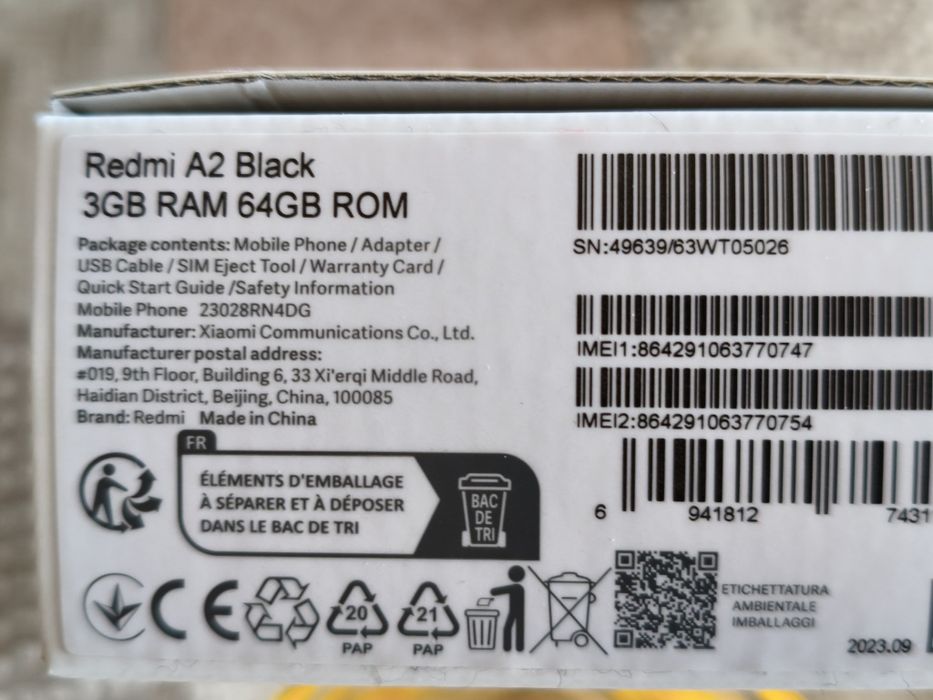 Redmi A2 Black
3GB RAM 64GB ROM
Package contents: Mobile Phone / Adapter /
USB Cable / SIM Eject Tool / Warranty Card /
Quick Start Guide /Safety Information
Mobile Phone 23028RN4DG
Manufacturer: Xiaomi Communications Co., Ltd.
Manufacturer postal address:
#019, 9th Floor, Building 6, 33 Xi'erqi Middle Road,
Haidian District, Beijing, China, 100085
Brand: Redmi Made in China
SN:49639/63WT05026
IMEI1:864291063770747
IMEI2:864291063770754
6 941812 7431
FR
ÉLÉMENTS D'EMBALLAGE
À SÉPARER ET À DÉPOSER
DANS LE BAC DE TRI
BAC
DE
TRI
CE
20
PAP
21
PAP
ETICHETTATURA
AMBIENTALE
IMBALLAGGI
2023.09